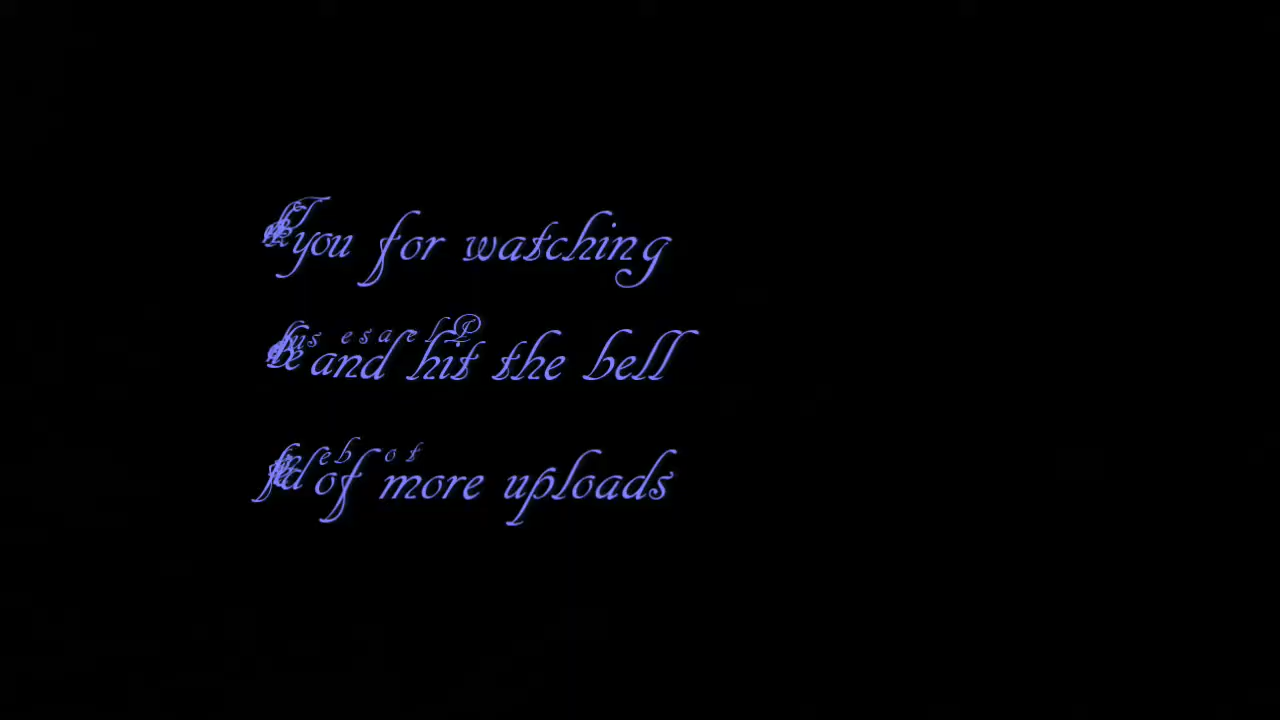 you for watching
and hit the bell
of more uploads